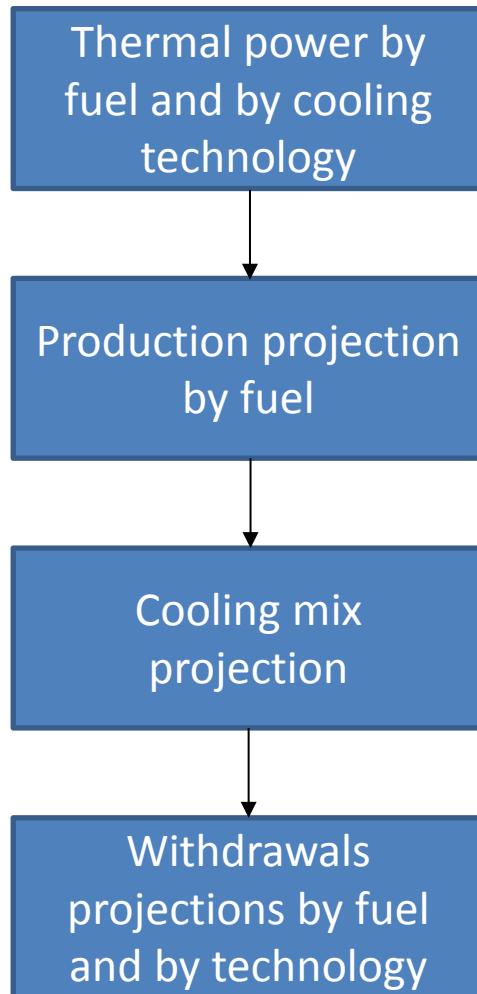 Thermal power by
fuel and by cooling
technology
Production projection
by fuel
Cooling mix
projection
Withdrawals
projections by fuel
and by technology